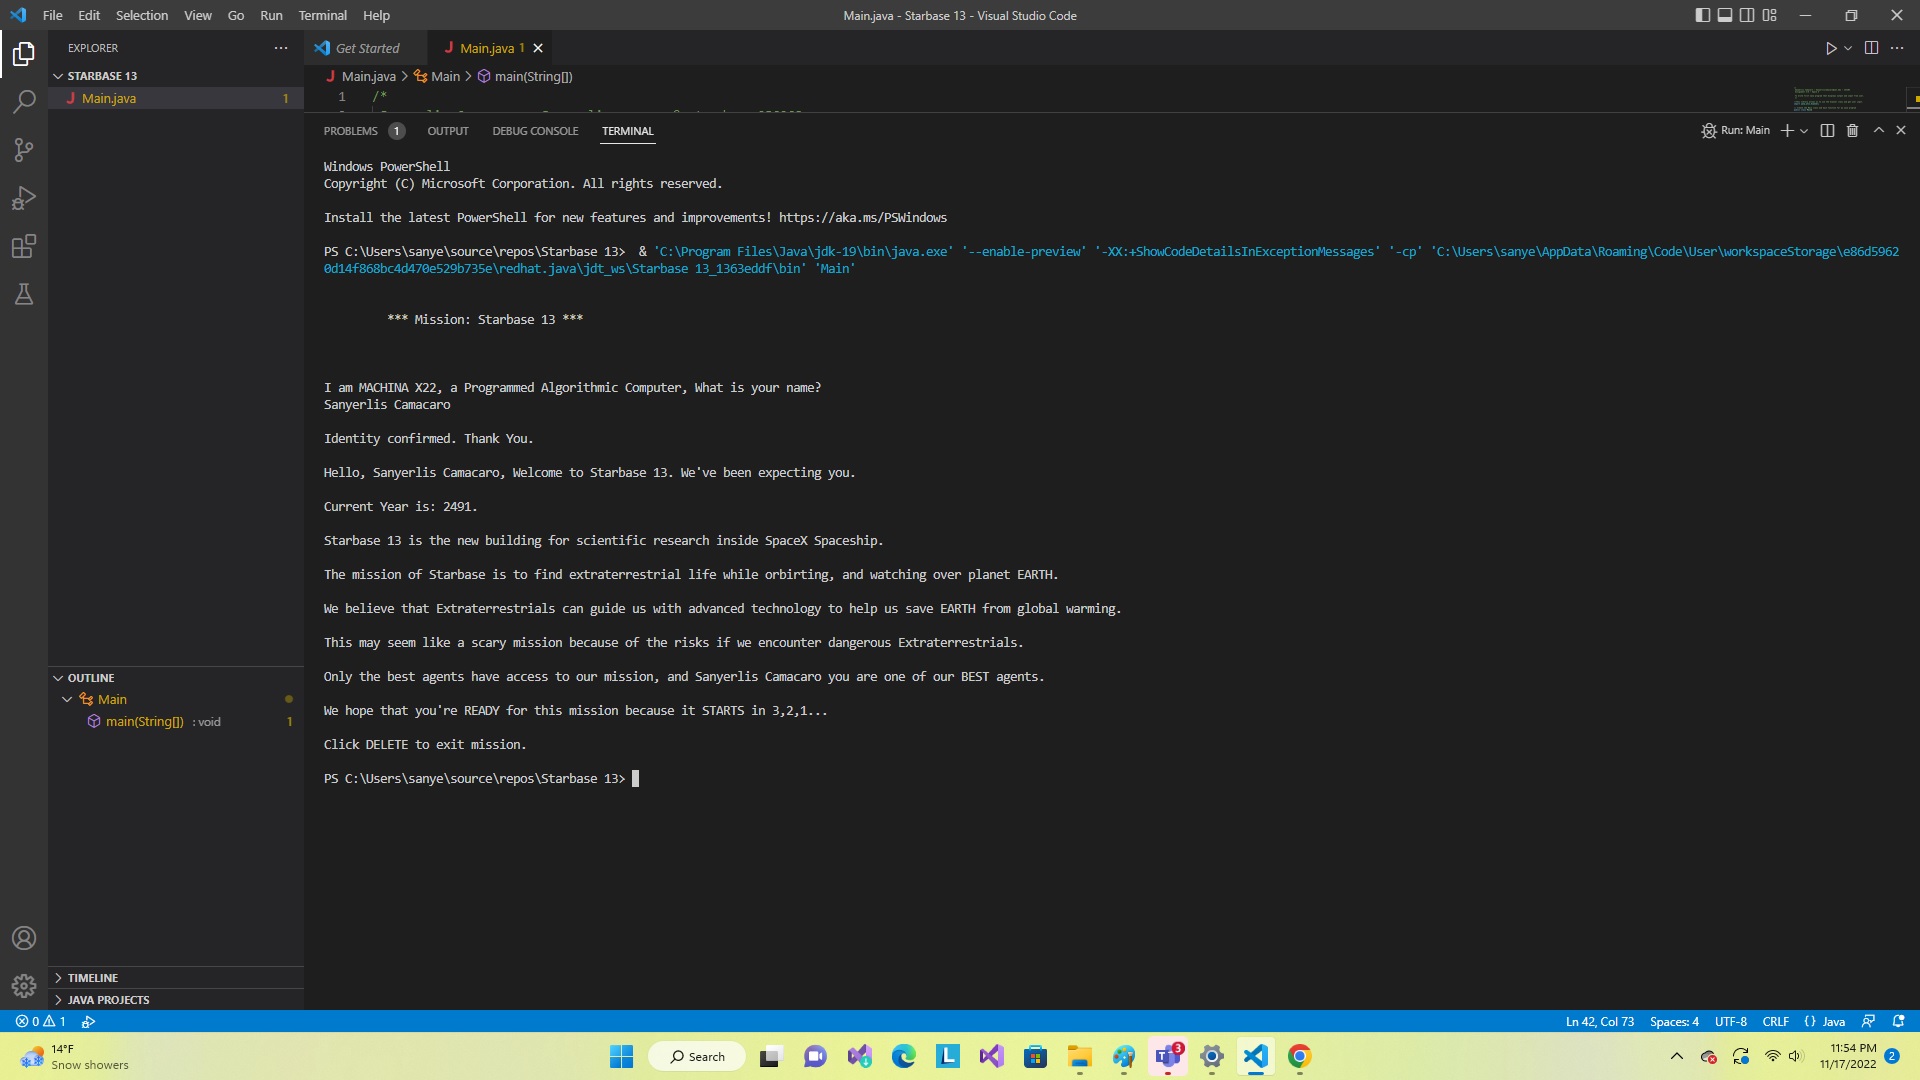 File Edit Selection View Go Run Terminal Help
Main.java - Starbase 13 - Visual Studio Code
EXPLORER
Get Started
Main.java 1
STARBASE 13
Main.java 1
Main.java > Main > main(String[])
1 /*
PROBLEMS 1 OUTPUT DEBUG CONSOLE TERMINAL
Run: Main
Windows PowerShell
Copyright (C) Microsoft Corporation. All rights reserved.
Install the latest PowerShell for new features and improvements! https://aka.ms/PSWindows
PS C:\Users\sanye\source\repos\Starbase 13>  & 'C:\Program Files\Java\jdk-19\bin\java.exe' '--enable-preview' '-XX:+ShowCodeDetailsInExceptionMessages' '-cp' 'C:\Users\sanye\AppData\Roaming\Code\User\workspaceStorage\e86d5962
0d14f868bc4d470e529b735e\redhat.java\jdt_ws\Starbase 13_1363eddf\bin' 'Main'
*** Mission: Starbase 13 ***
I am MACHINA X22, a Programmed Algorithmic Computer, What is your name?
Sanyerlis Camacaro
Identity confirmed. Thank You.
Hello, Sanyerlis Camacaro, Welcome to Starbase 13. We've been expecting you.
Current Year is: 2491.
Starbase 13 is the new building for scientific research inside SpaceX Spaceship.
The mission of Starbase is to find extraterrestrial life while orbirting, and watching over planet EARTH.
We believe that Extraterrestrials can guide us with advanced technology to help us save EARTH from global warming.
This may seem like a scary mission because of the risks if we encounter dangerous Extraterrestrials.
Only the best agents have access to our mission, and Sanyerlis Camacaro you are one of our BEST agents.
We hope that you're READY for this mission because it STARTS in 3,2,1...
Click DELETE to exit mission.
PS C:\Users\sanye\source\repos\Starbase 13>
OUTLINE
Main
main(String[]) : void 1
TIMELINE
JAVA PROJECTS
0 1
Ln 42, Col 73 Spaces: 4 UTF-8 CRLF {} Java
14°F
Snow showers
Search
L
3
11:54 PM
11/17/2022
2